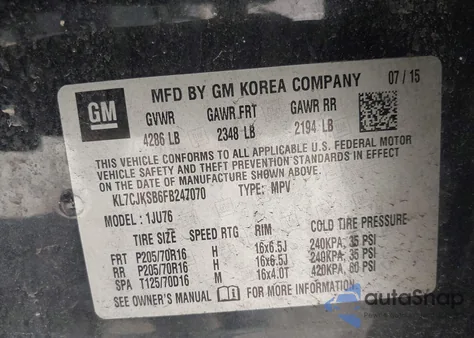 MFD BY GM KOREA COMPANY 07/15
GM
GVWR GAWR FRT GAWR RR
4286 LB 2348 LB 2194 LB
THIS VEHICLE CONFORMS TO ALL APPLICABLE U.S. FEDERAL MOTOR
VEHICLE SAFETY AND THEFT PREVENTION STANDARDS IN EFFECT
ON THE DATE OF MANUFACTURE SHOWN ABOVE.
KL7CJKSB6FB247070 TYPE: MPV
MODEL: 1JU76
TIRE SIZE SPEED RTG RIM COLD TIRE PRESSURE
FRT P205/70R16 H 16x6.5J 240KPA, 35 PSI
RR P205/70R16 H 16x6.5J 240KPA, 35 PSI
SPA T125/70D16 M 16x4.0T 420KPA, 60 PSI
SEE OWNER'S MANUAL FOR MORE INFORMATION
autoSnap